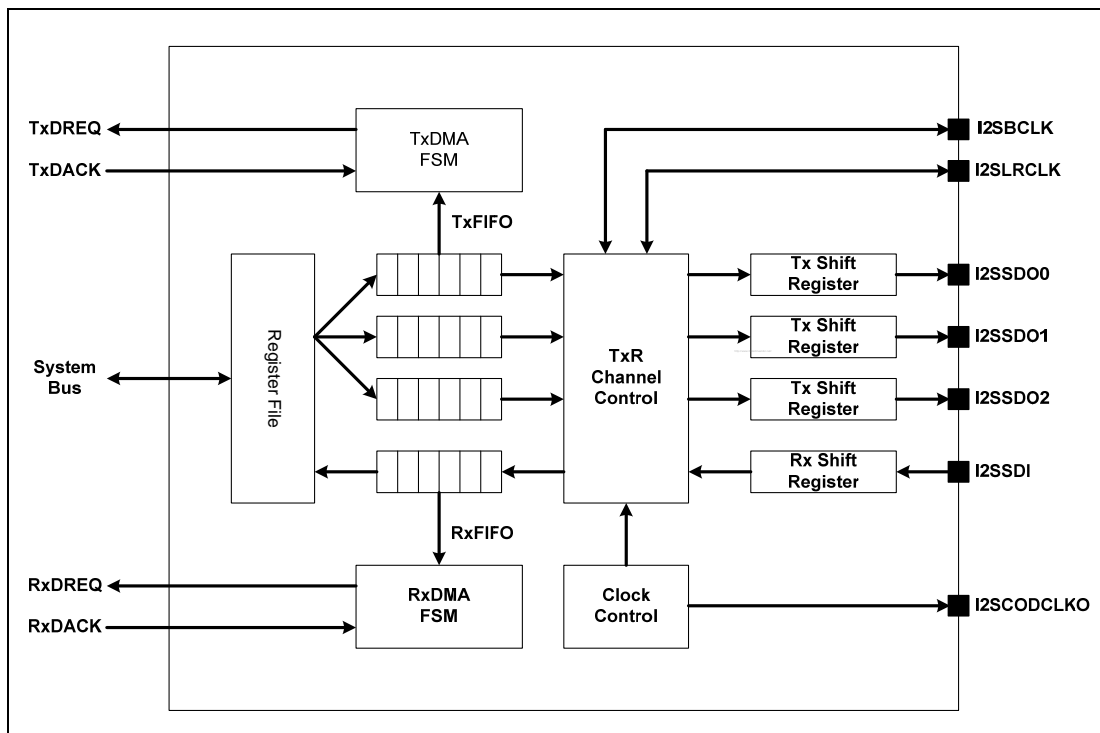 TxDREQ
TxDACK
TxDMA
FSM
I2SBCLK
I2SLRCLK
TxFIFO
Register File
System
Bus
TxR
Channel
Control
Tx Shift
Register
I2SSDO0
Tx Shift
Register
I2SSDO1
Tx Shift
Register
I2SSDO2
Rx Shift
Register
I2SSDI
RxFIFO
RxDREQ
RxDACK
RxDMA
FSM
Clock
Control
I2SCODCLKO